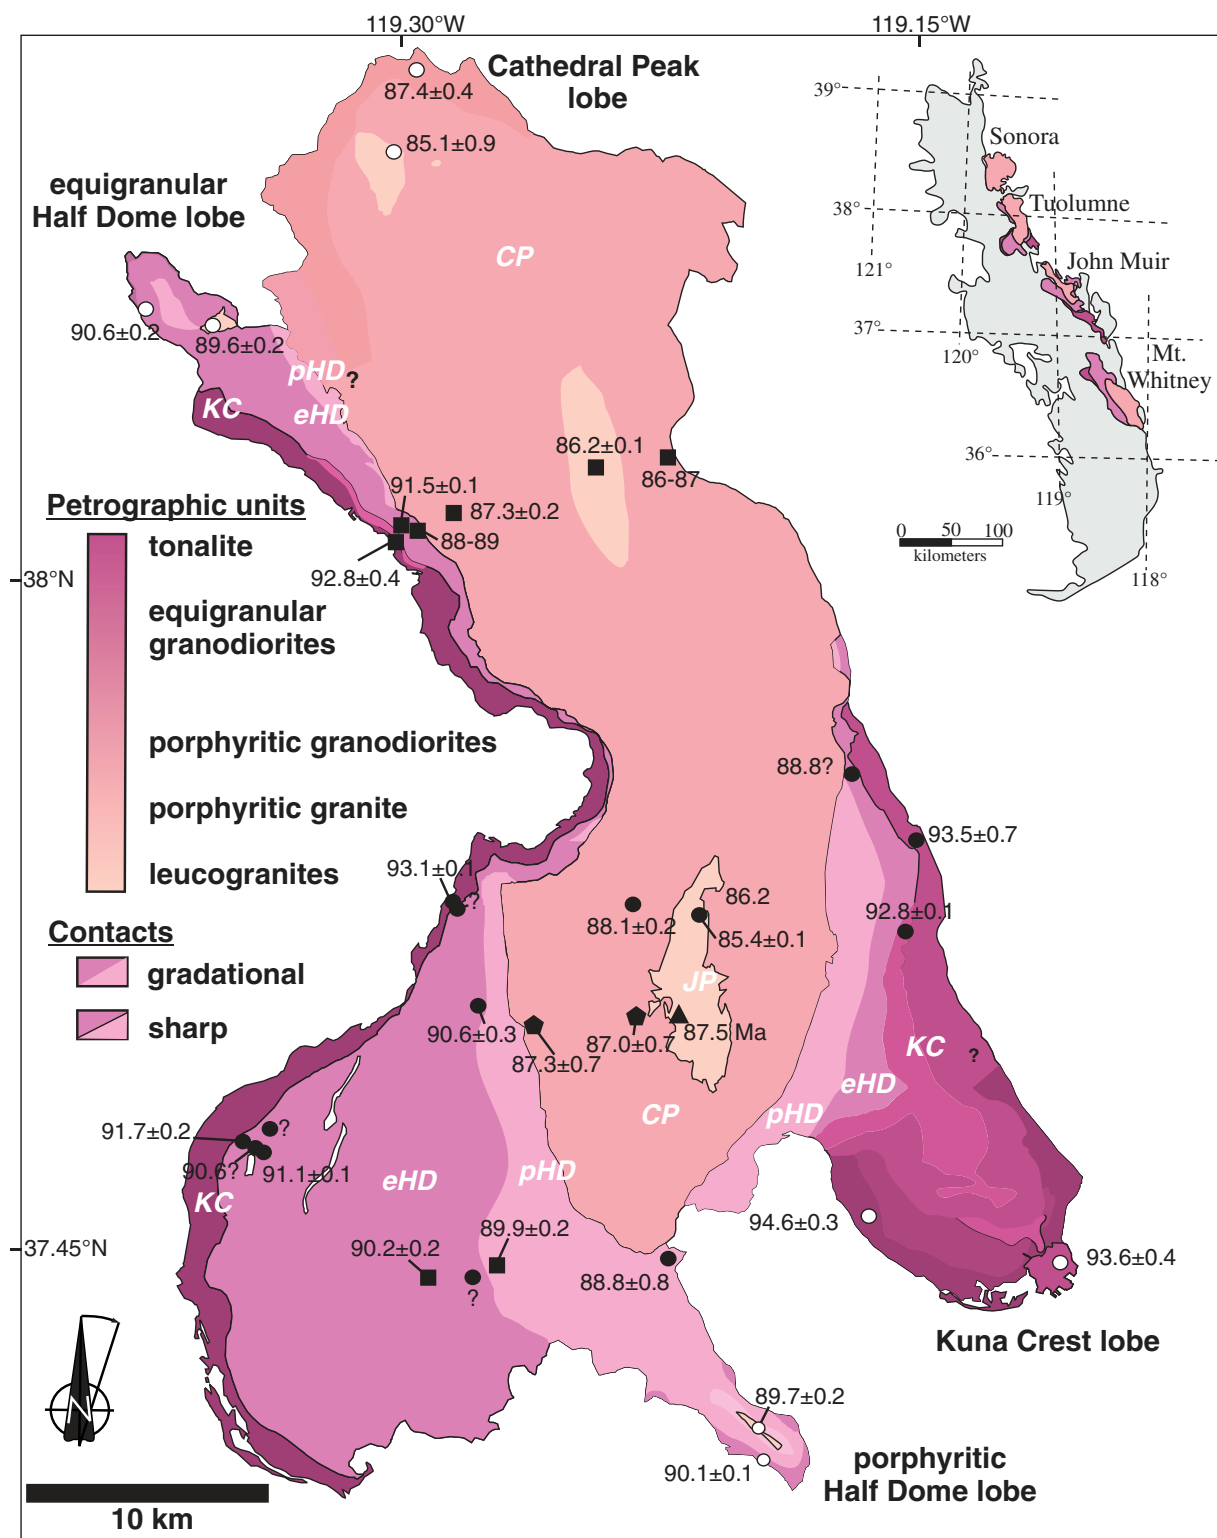 119.30°W
119.15°W
Cathedral Peak
lobe
87.4±0.4
85.1±0.9
equigranular
Half Dome lobe
CP
90.6±0.2
89.6±0.2
pHD
?
KC
eHD
86.2±0.1
86-87
91.5±0.1
87.3±0.2
88-89
92.8±0.4
38°N
Petrographic units
tonalite
equigranular
granodiorites
porphyritic granodiorites
porphyritic granite
leucogranites
Contacts
gradational
sharp
39°
Sonora
38°
Tuolumne
121°
John Muir
37°
120°
Mt.
Whitney
36°
119°
118°
0 50 100
kilometers
88.8?
93.5±0.7
93.1±0.1
?
86.2
88.1±0.2
85.4±0.1
92.8±0.1
JP
90.6±0.3
87.3±0.7
87.0±0.7
87.5 Ma
KC
?
eHD
pHD
CP
91.7±0.2
?
90.6?
91.1±0.1
KC
eHD
pHD
94.6±0.3
37.45°N
90.2±0.2
89.9±0.2
?
88.8±0.8
93.6±0.4
Kuna Crest lobe
N
89.7±0.2
90.1±0.1
porphyritic
Half Dome lobe
10 km